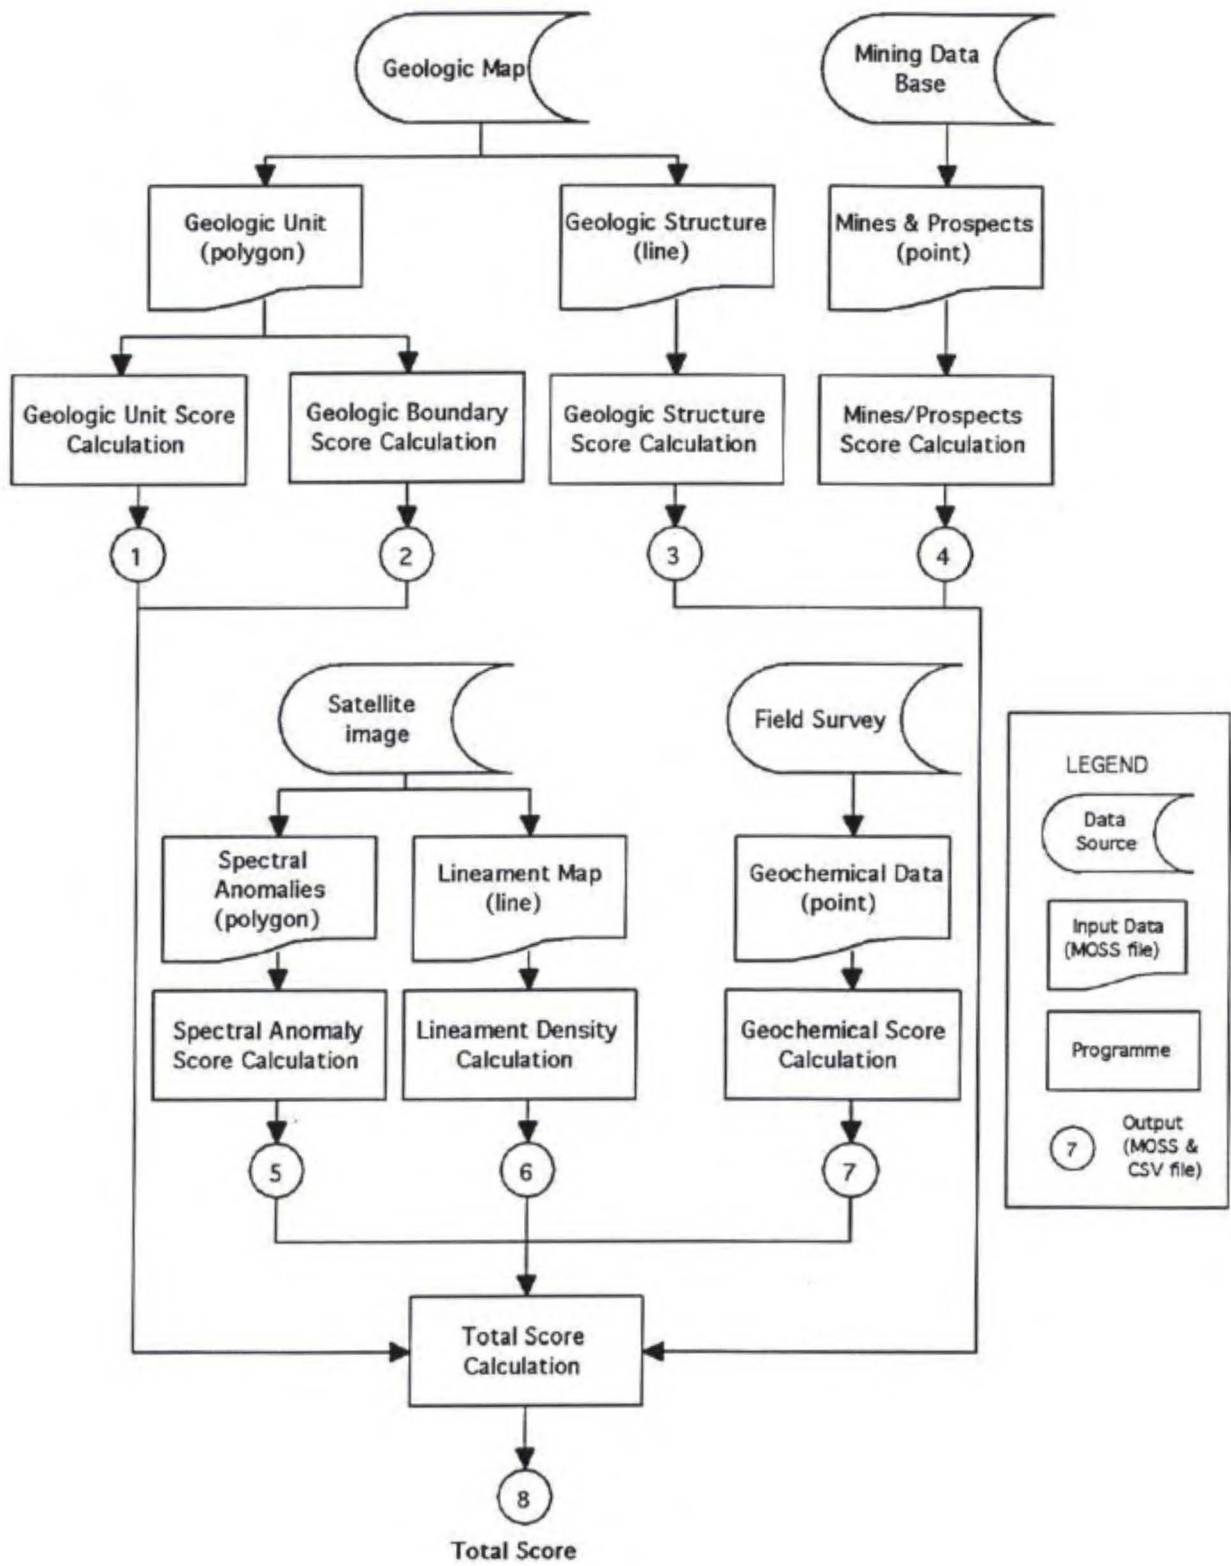 Geologic Map
Mining Data
Base
Geologic Unit
(polygon)
Geologic Structure
(line)
Mines & Prospects
(point)
Geologic Unit Score
Calculation
Geologic Boundary
Score Calculation
Geologic Structure
Score Calculation
Mines/Prospects
Score Calculation
1
2
3
4
Satellite
image
Field Survey
Spectral
Anomalies
(polygon)
Lineament Map
(line)
Geochemical Data
(point)
Spectral Anomaly
Score Calculation
Lineament Density
Calculation
Geochemical Score
Calculation
5
6
7
Total Score
Calculation
8
Total Score
LEGEND
Data
Source
Input Data
(MOSS file)
Programme
7
Output
(MOSS &
CSV file)